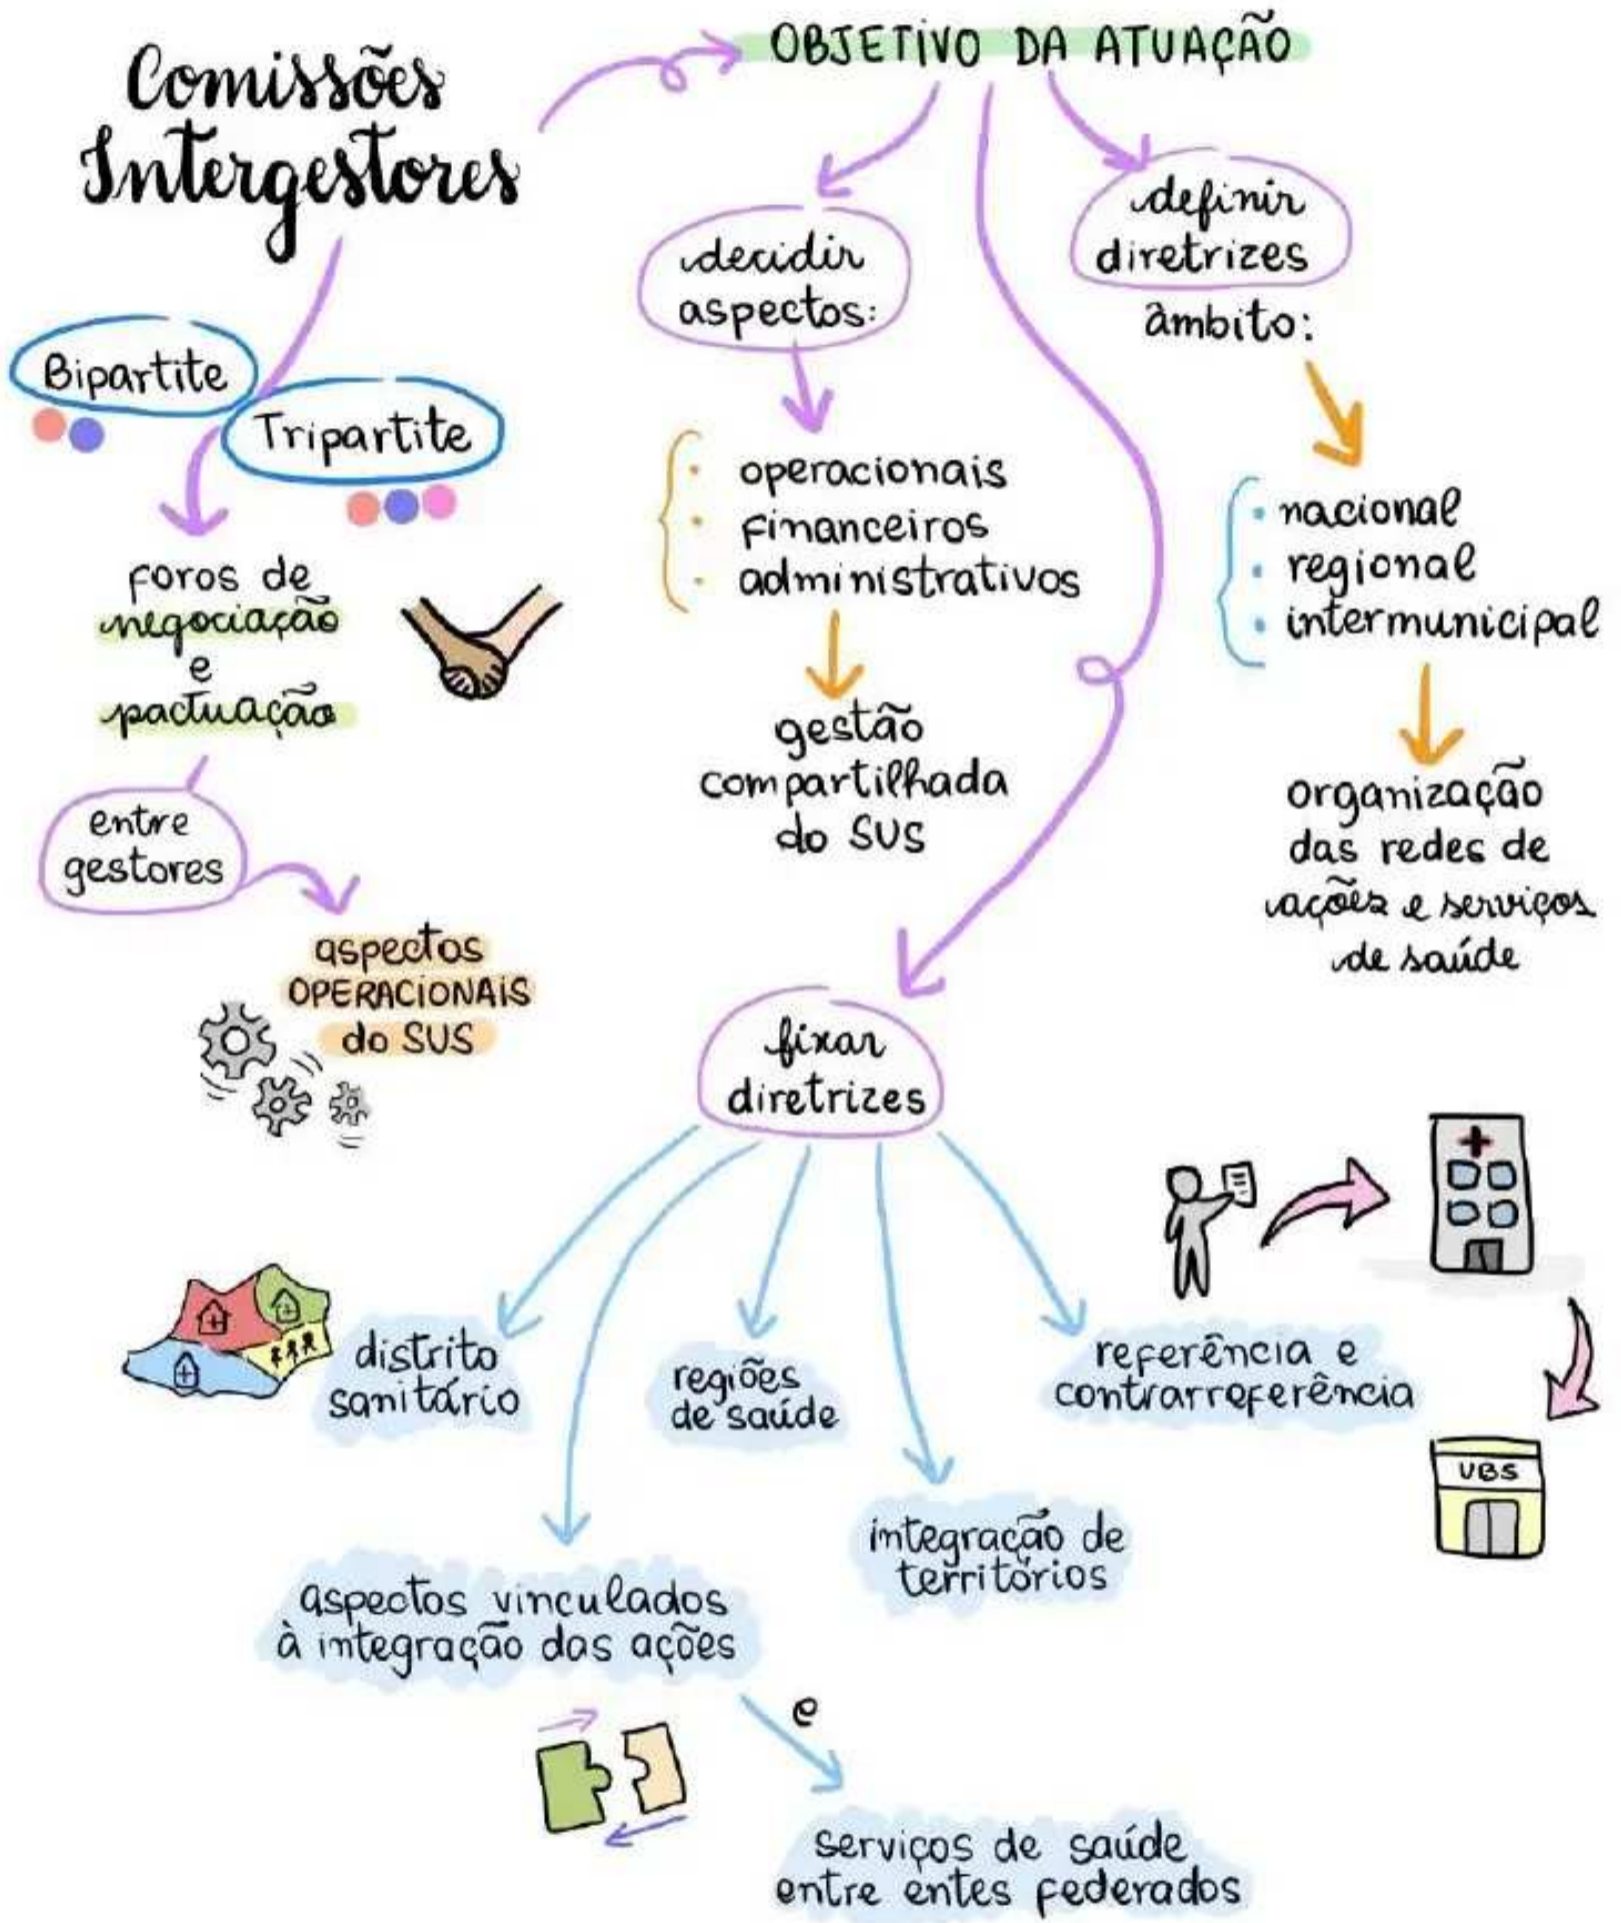 Comissões
Intergestores
Bipartite
Tripartite
foros de
negociação
e
pactuação
entre
gestores
aspectos
OPERACIONAIS
do SUS
OBJETIVO DA ATUAÇÃO
decidir
aspectos:
operacionais
financeiros
administrativos
gestão
compartilhada
do SUS
definir
diretrizes
âmbito:
nacional
regional
intermunicipal
organização
das redes de
ações e serviços
de saúde
fixar
diretrizes
distrito
sanitário
aspectos vinculados
à integração das ações
e
serviços de saúde
entre entes federados
regiões
de saúde
integração de
territórios
referência e
contrarreferência
UBS